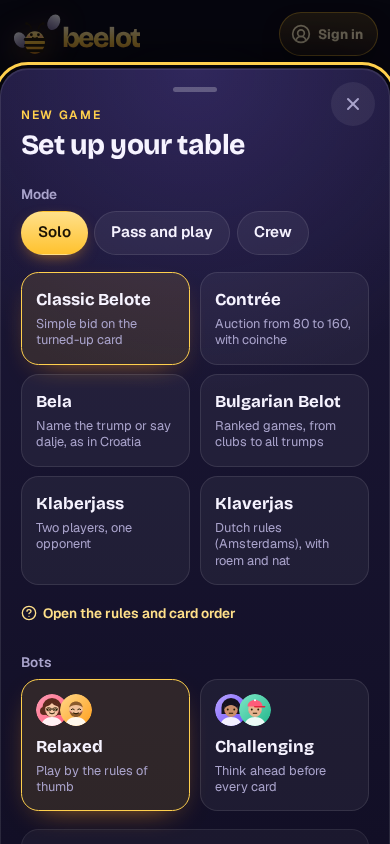 beelot
Sign in
NEW GAME
Set up your table
Mode
Solo
Pass and play
Crew
Classic Belote
Simple bid on the
turned-up card
Contrée
Auction from 80 to 160,
with coinche
Bela
Name the trump or say
dalje, as in Croatia
Bulgarian Belot
Ranked games, from
clubs to all trumps
Klaberjass
Two players, one
opponent
Klaverjas
Dutch rules
(Amsterdams), with
roem and nat
Open the rules and card order
Bots
Relaxed
Play by the rules of
thumb
Challenging
Think ahead before
every card